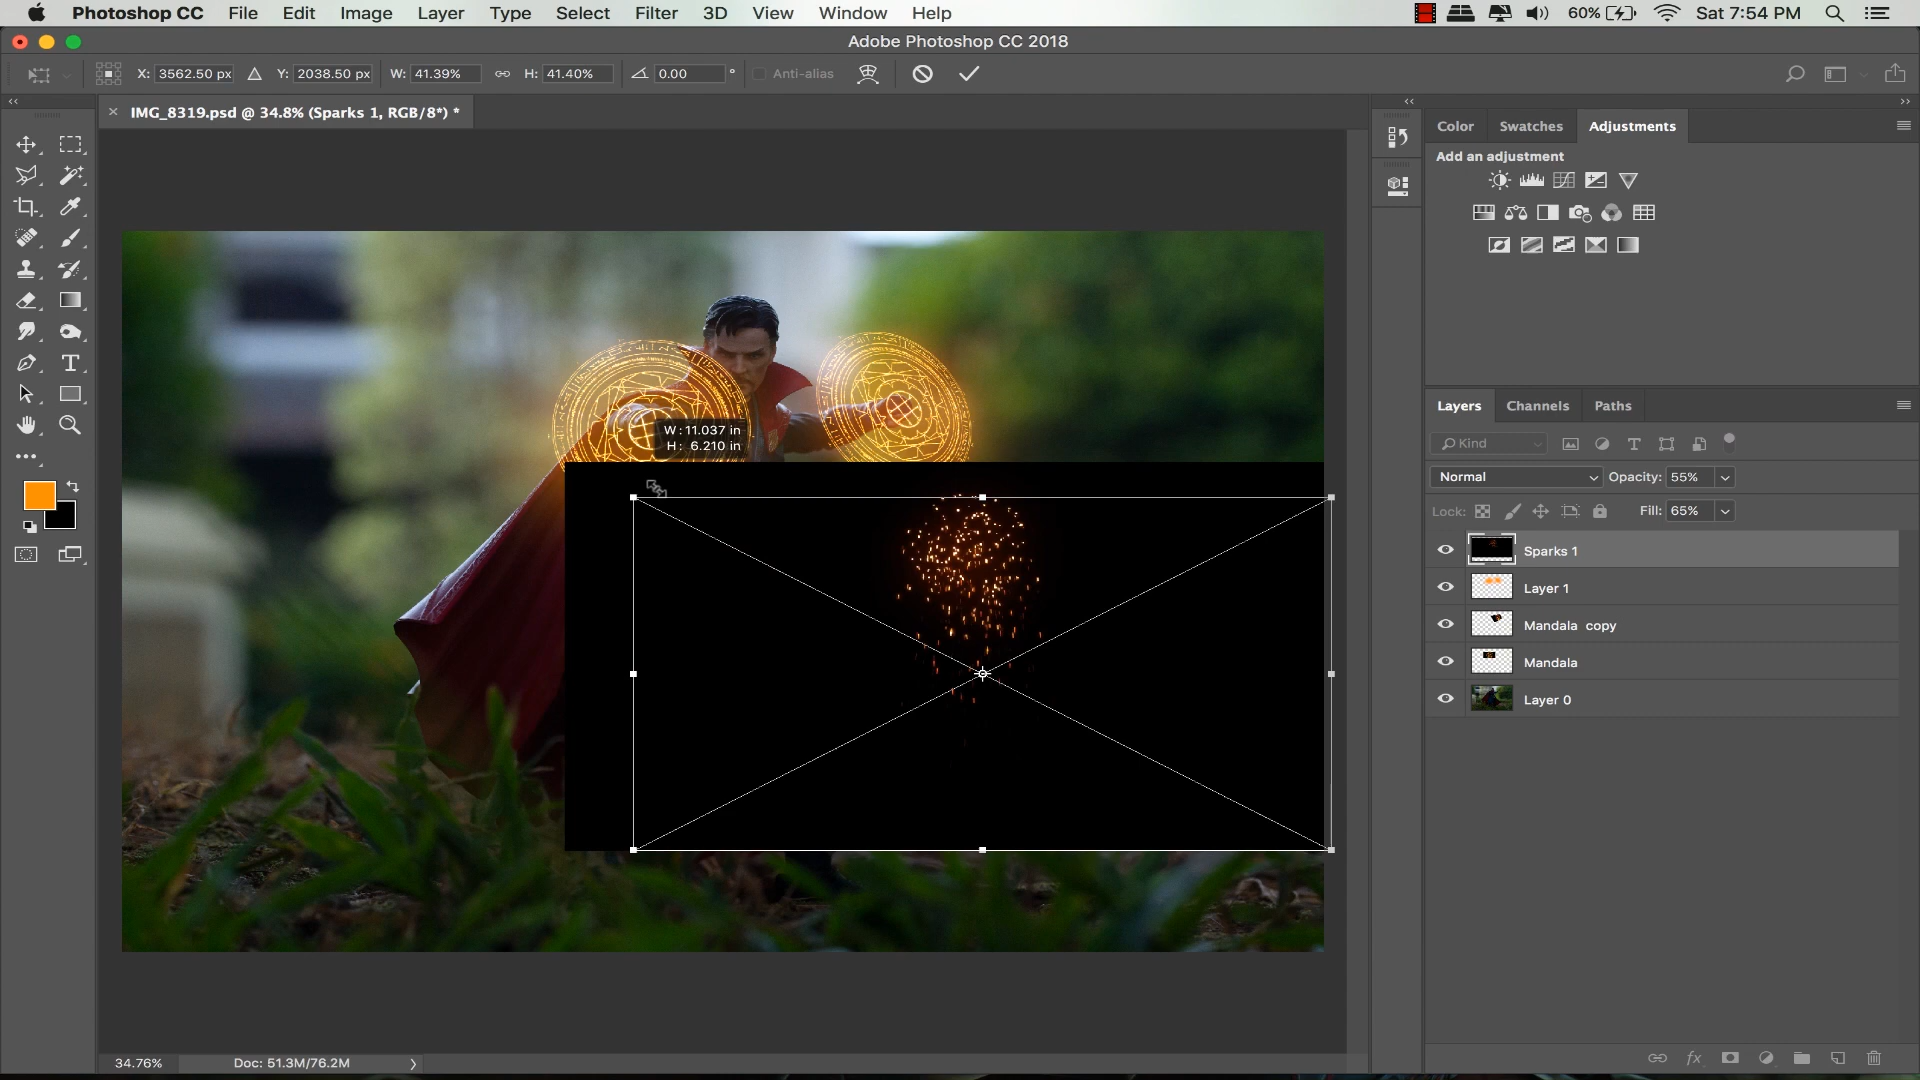 Photoshop CC File Edit Image Layer Type Select Filter 3D View Window Help 60% Sat 7:54 PM
Adobe Photoshop CC 2018
X: 3562.50 px Y: 2038.50 px W: 41.39% H: 41.40% 0.00 ° Anti-alias
IMG_8319.psd @ 34.8% (Sparks 1, RGB/8*) *
Color Swatches Adjustments
Add an adjustment
W: 11.037 in
H: 6.210 in
Layers Channels Paths
Kind
Normal Opacity: 55%
Lock: Fill: 65%
Sparks 1
Layer 1
Mandala copy
Mandala
Layer 0
34.76% Doc: 51.3M/76.2M